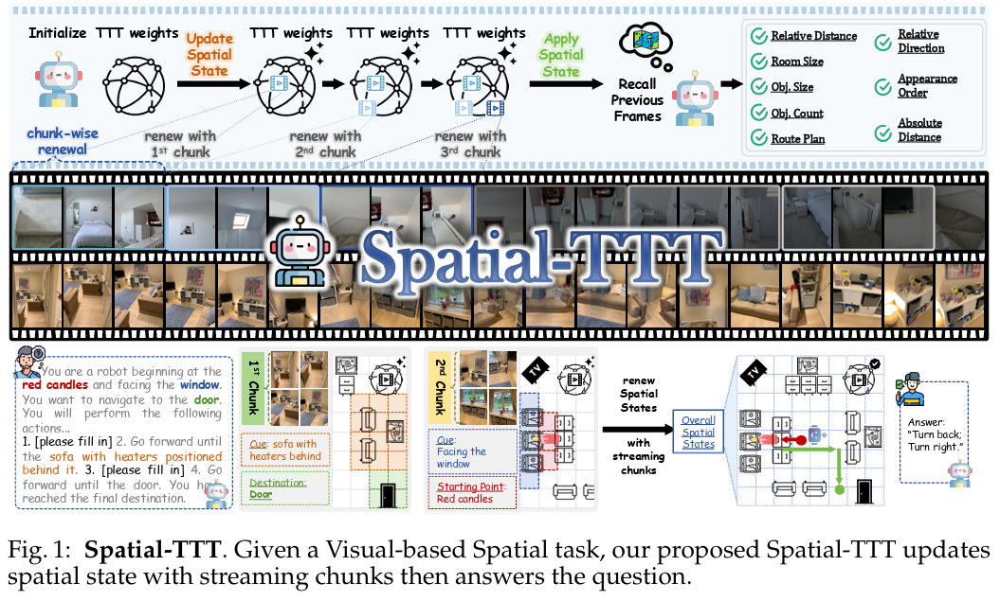 Initialize TTT weights Update Spatial State TTT weights TTT weights TTT weights Apply Spatial State
Recall Previous Frames
Relative Distance
Room Size
Obj. Size
Obj. Count
Route Plan
Relative Direction
Appearance Order
Absolute Distance
chunk-wise renewal
renew with 1st chunk
renew with 2nd chunk
renew with 3rd chunk
Spatial-TTT
You are a robot beginning at the
red candles and facing the window.
You want to navigate to the door.
You will perform the following
actions...
1. [please fill in] 2. Go forward until
the sofa with heaters positioned
behind it. 3. [please fill in] 4. Go
forward until the door. You ha
reached the final destination.
1st Chunk
Cue: sofa with
heaters behind
Destination:
Door
2nd Chunk
Cue:
Facing the
window
Starting Point:
Red candles
TV
renew
Spatial
States
with
streaming
chunks
Overall
Spatial
States
TV
Answer:
"Turn back;
Turn right."
Fig. 1: Spatial-TTT. Given a Visual-based Spatial task, our proposed Spatial-TTT updates
spatial state with streaming chunks then answers the question.